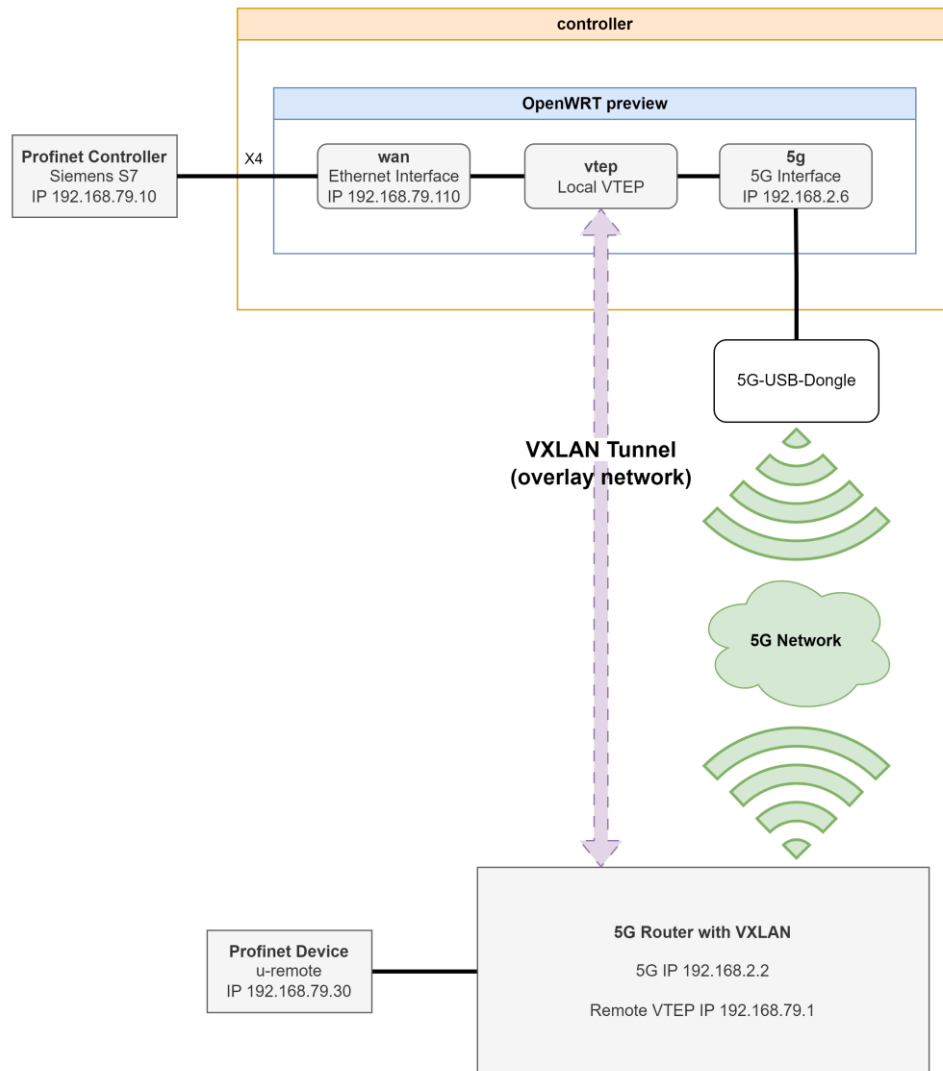 controller
OpenWRT preview
Profinet Controller
Siemens S7
IP 192.168.79.10
X4
wan
Ethernet Interface
IP 192.168.79.110
vtep
Local VTEP
5g
5G Interface
IP 192.168.2.6
5G-USB-Dongle
VXLAN Tunnel
(overlay network)
5G Network
5G Router with VXLAN
5G IP 192.168.2.2
Remote VTEP IP 192.168.79.1
Profinet Device
u-remote
IP 192.168.79.30